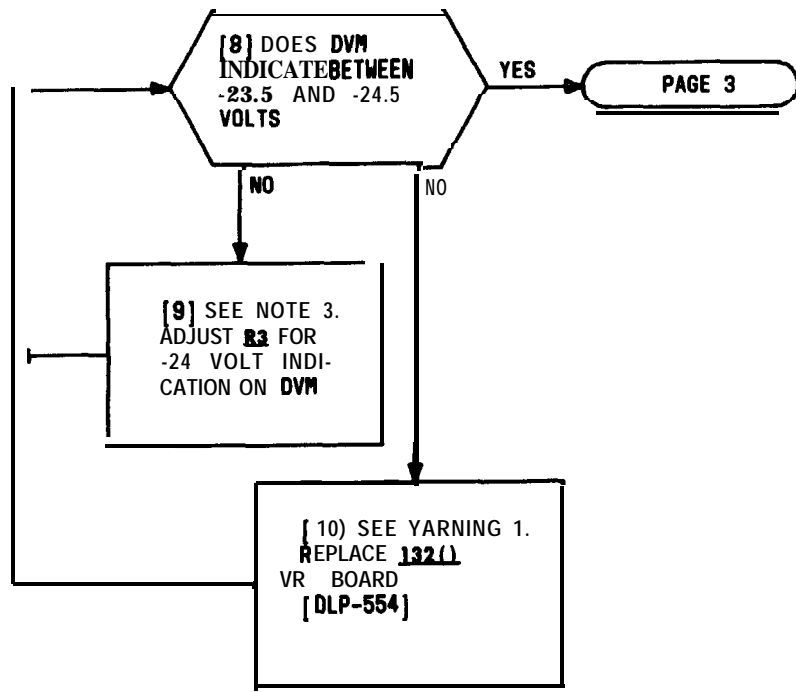 [8] DOES DVM
INDICATE BETWEEN
-23.5 AND -24.5
VOLTS
YES
PAGE 3
NO
NO
[9] SEE NOTE 3.
ADJUST R3 FOR
-24 VOLT INDI-
CATION ON DVM
[10) SEE YARNING 1.
REPLACE 132()
VR BOARD
[DLP-554]